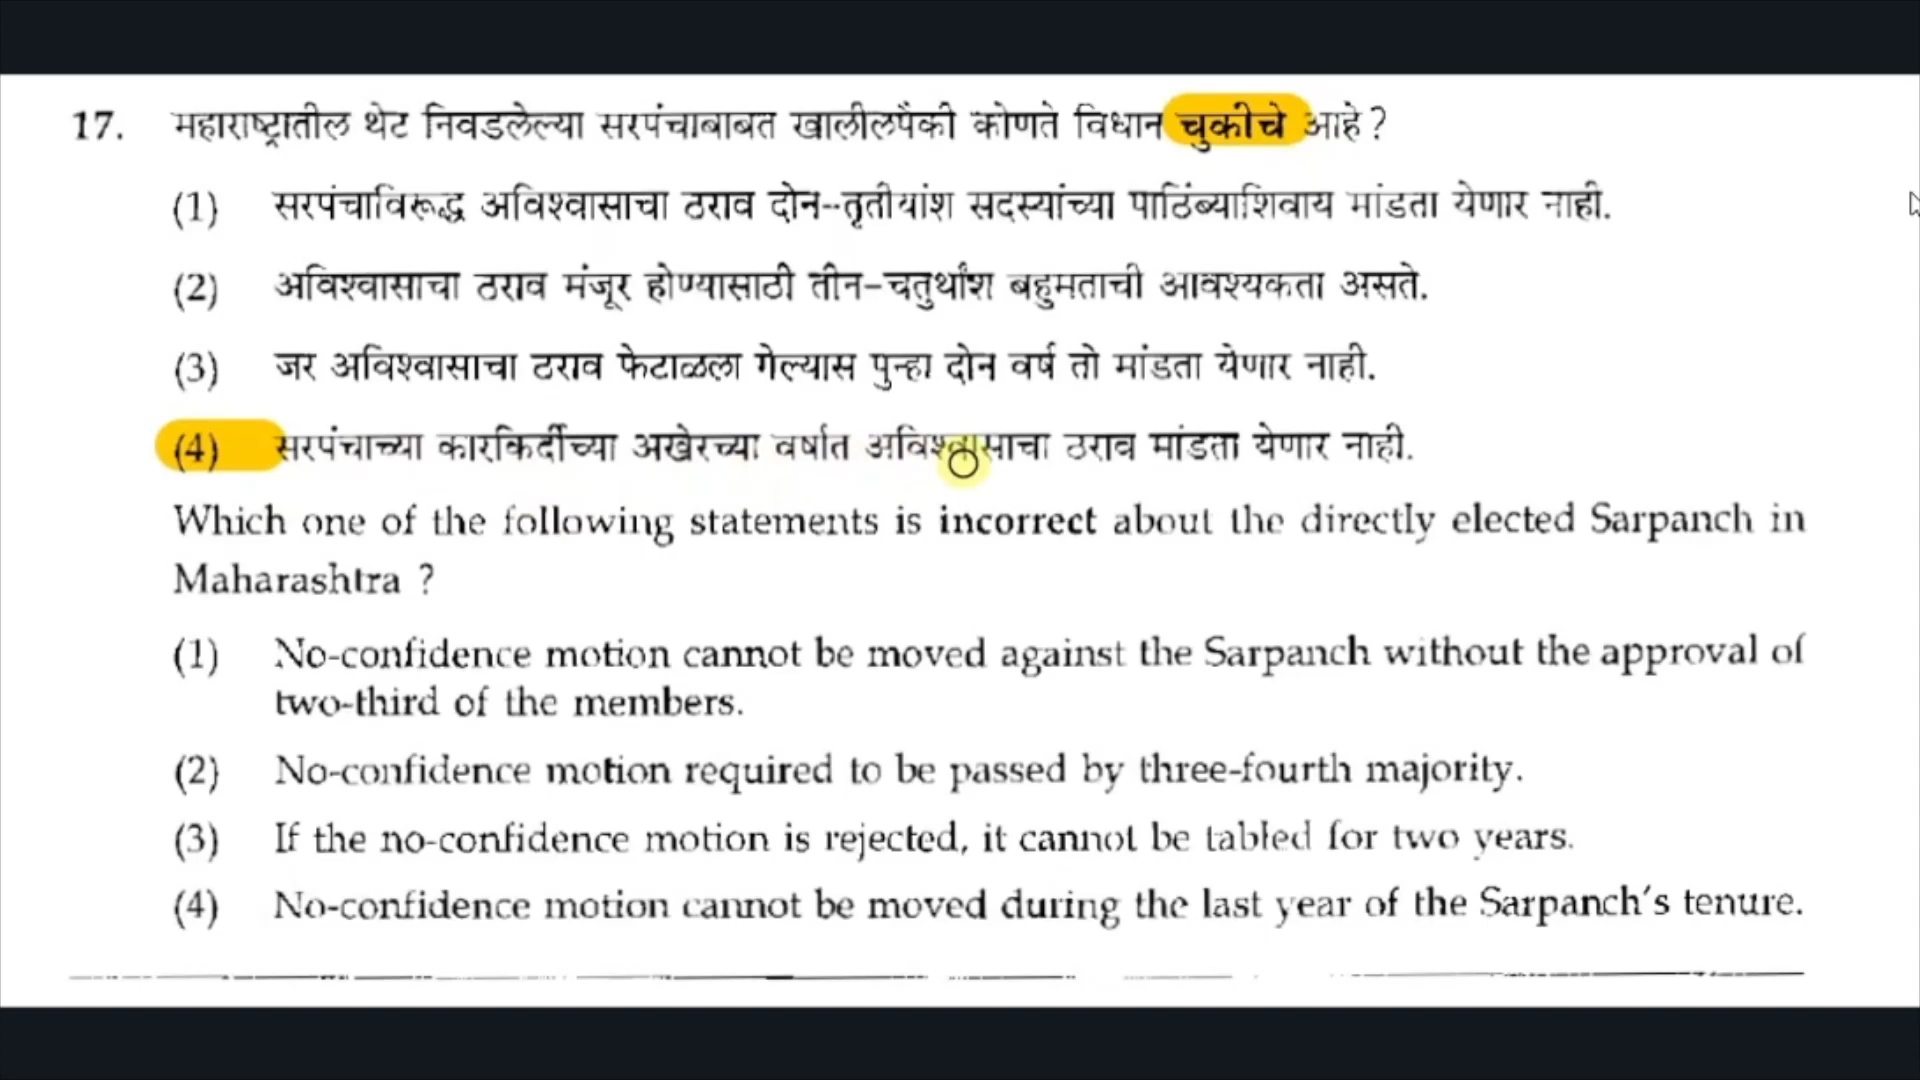 17. महाराष्ट्रातील थेट निवडलेल्या सरपंचाबाबत खालीलपैकी कोणते विधान चुकीचे आहे ?
(1) सरपंचाविरूद्ध अविश्वासाचा ठराव दोन-तृतीयांश सदस्यांच्या पाठिंब्याशिवाय मांडता येणार नाही.
(2) अविश्वासाचा ठराव मंजूर होण्यासाठी तीन-चतुर्थांश बहुमताची आवश्यकता असते.
(3) जर अविश्वासाचा ठराव फेटाळला गेल्यास पुन्हा दोन वर्ष तो मांडता येणार नाही.
(4) सरपंचाच्या कारकिर्दीच्या अखेरच्या वर्षात अविश्वासाचा ठराव मांडता येणार नाही.
Which one of the following statements is incorrect about the directly elected Sarpanch in
Maharashtra ?
(1) No-confidence motion cannot be moved against the Sarpanch without the approval of
two-third of the members.
(2) No-confidence motion required to be passed by three-fourth majority.
(3) If the no-confidence motion is rejected, it cannot be tabled for two years.
(4) No-confidence motion cannot be moved during the last year of the Sarpanch's tenure.